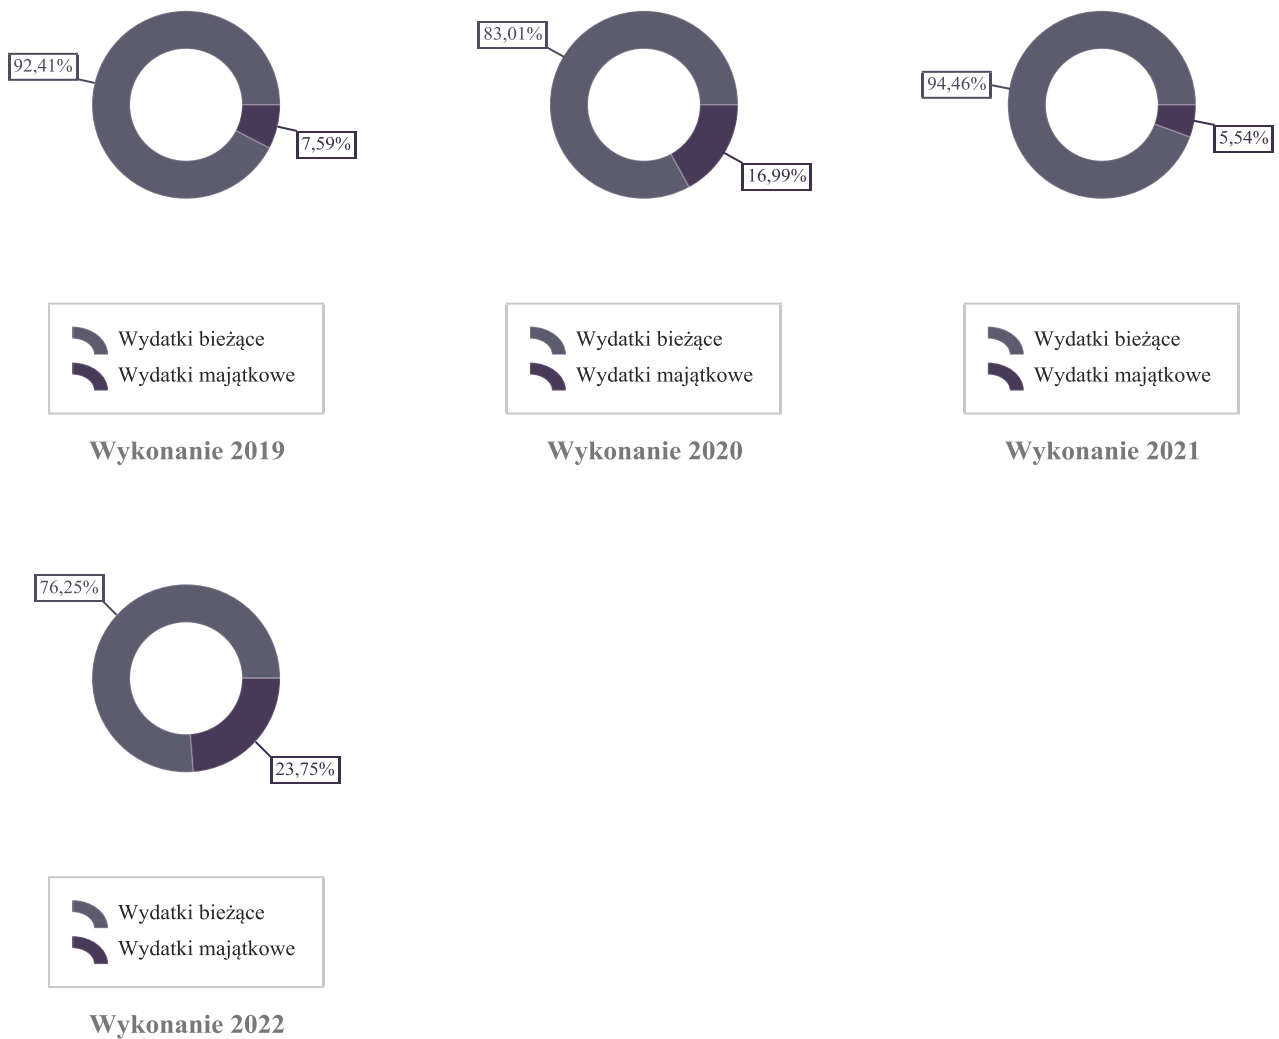 92,41%
7,59%
Wydatki bieżące
Wydatki majątkowe
Wykonanie 2019
83,01%
16,99%
Wydatki bieżące
Wydatki majątkowe
Wykonanie 2020
94,46%
5,54%
Wydatki bieżące
Wydatki majątkowe
Wykonanie 2021
76,25%
23,75%
Wydatki bieżące
Wydatki majątkowe
Wykonanie 2022